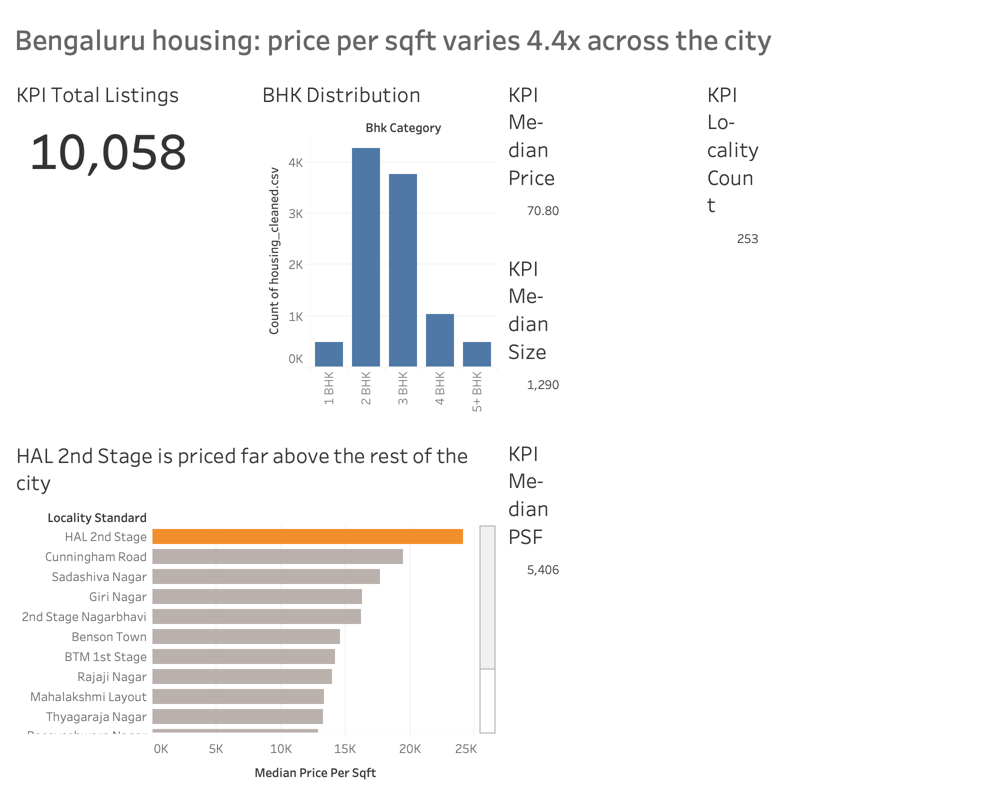 Bengaluru housing: price per sqft varies 4.4x across the city
KPI Total Listings
10,058
BHK Distribution
Bhk Category
Count of housing_cleaned.csv
4K
3K
2K
1K
0K
1 BHK
2 BHK
3 BHK
4 BHK
5+ BHK
KPI
Me-
dian
Price
70.80
KPI
Lo-
cality
Coun
t
253
KPI
Me-
dian
Size
1,290
HAL 2nd Stage is priced far above the rest of the
city
Locality Standard
HAL 2nd Stage
Cunningham Road
Sadashiva Nagar
Giri Nagar
2nd Stage Nagarbhavi
Benson Town
BTM 1st Stage
Rajaji Nagar
Mahalakshmi Layout
Thyagaraja Nagar
0K
5K
10K
15K
20K
25K
Median Price Per Sqft
KPI
Me-
dian
PSF
5,406